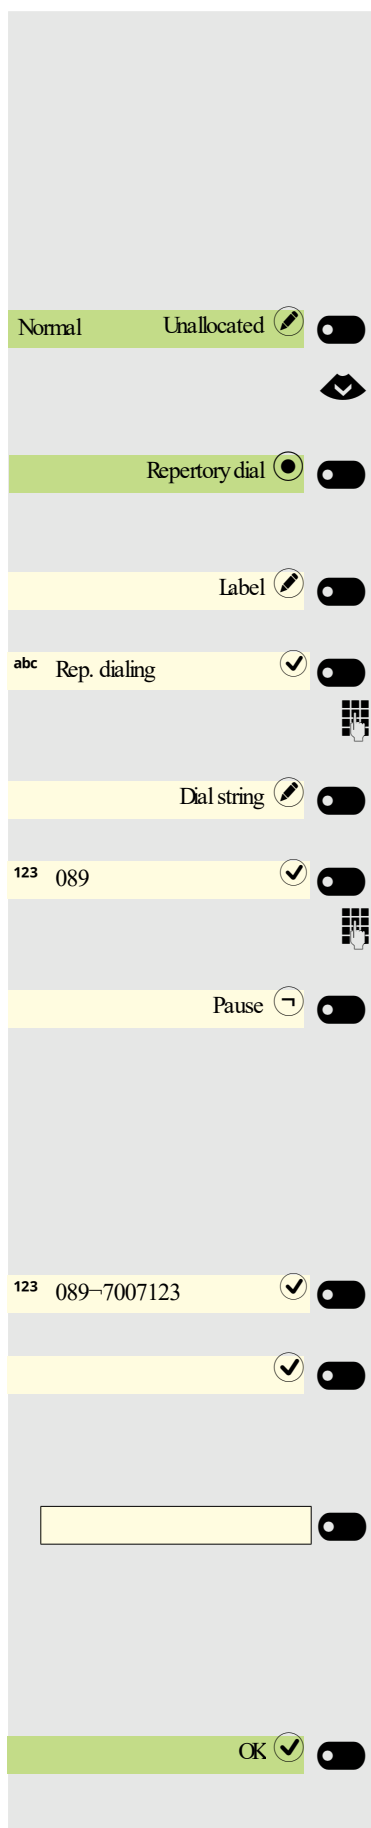 Normal Unallocated
Repertory dial
Label
abc Rep. dialing
Dial string
123 089
Pause
123 089¬7007123
OK